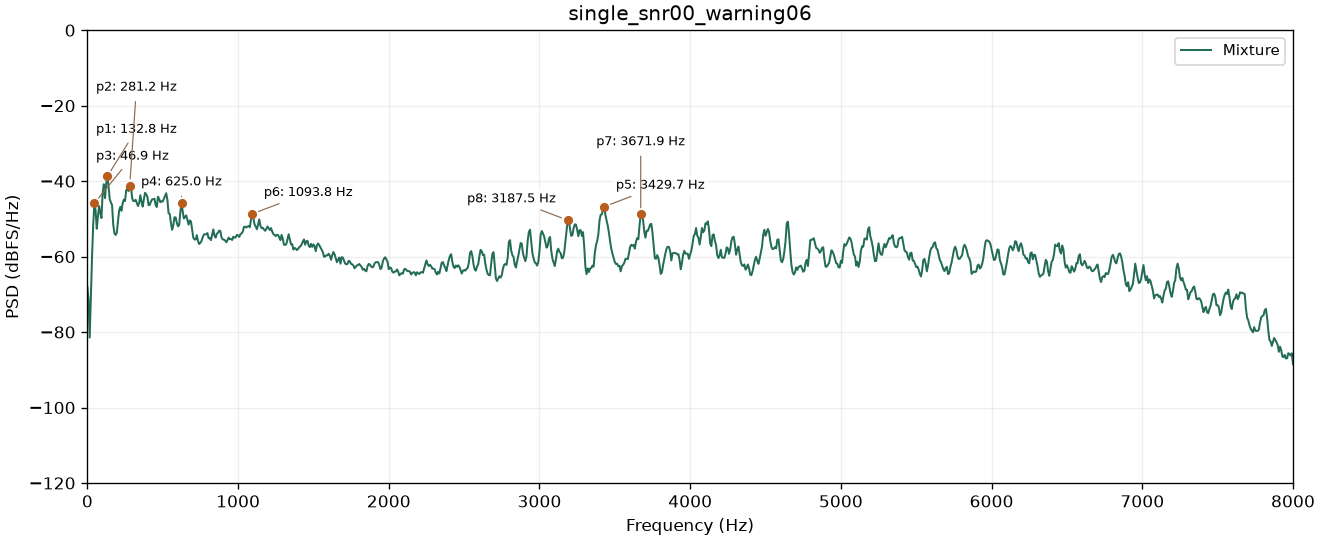 single_snr00_warning06
Mixture
p2: 281.2 Hz
p1: 132.8 Hz
p3: 46.9 Hz
p4: 625.0 Hz
p6: 1093.8 Hz
p8: 3187.5 Hz
p7: 3671.9 Hz
p5: 3429.7 Hz
PSD (dBFS/Hz)
0
−20
−40
−60
−80
−100
−120
0 1000 2000 3000 4000 5000 6000 7000 8000
Frequency (Hz)